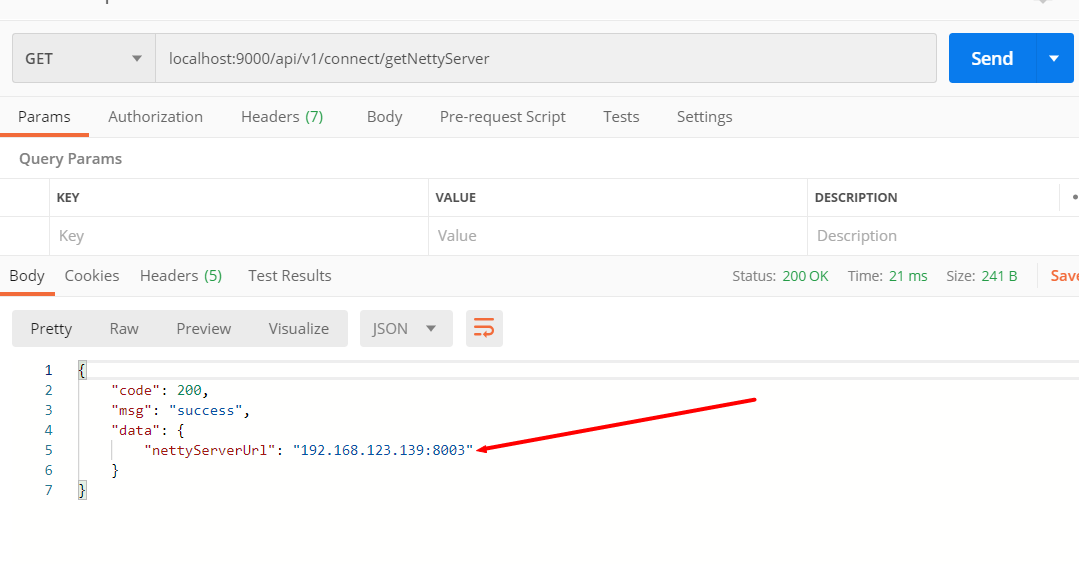 GET localhost:9000/api/v1/connect/getNettyServer Send
Params Authorization Headers (7) Body Pre-request Script Tests Settings
Query Params
KEY VALUE DESCRIPTION
Key Value Description
Body Cookies Headers (5) Test Results Status: 200 OK Time: 21 ms Size: 241 B Save
Pretty Raw Preview Visualize JSON
1 {
2 "code": 200,
3 "msg": "success",
4 "data": {
5 "nettyServerUrl": "192.168.123.139:8003"
6 }
7 }